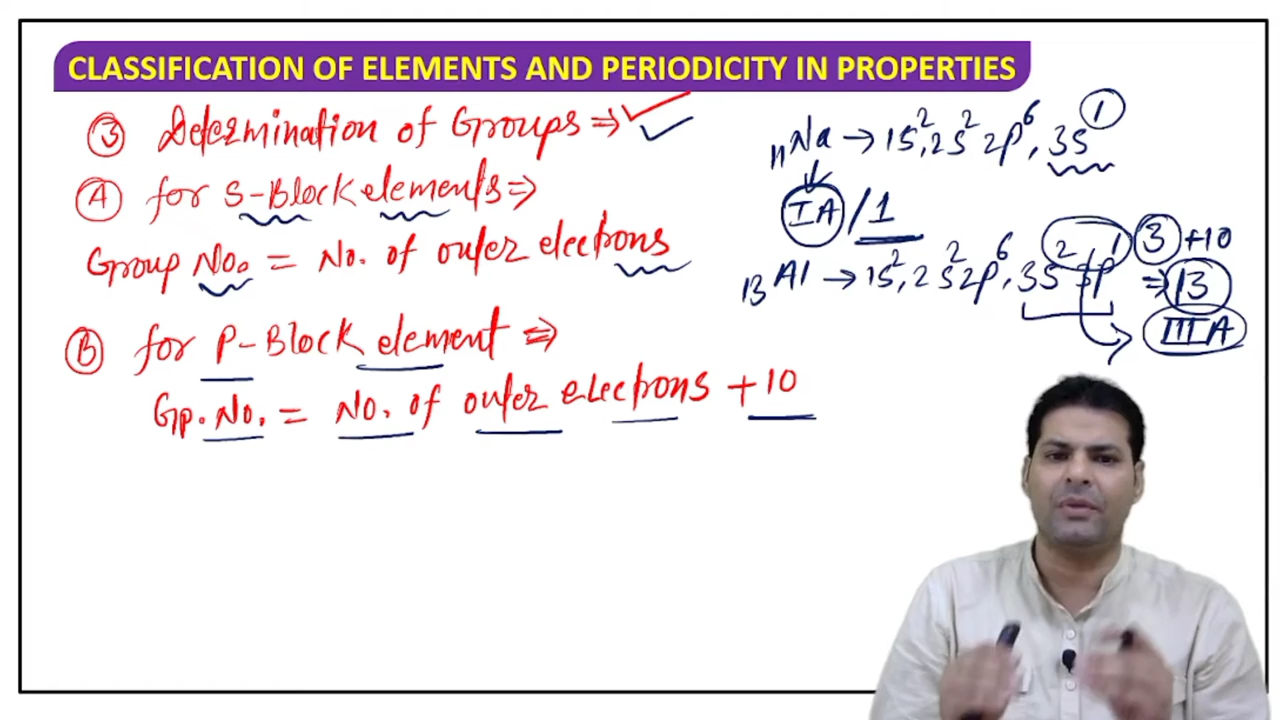 CLASSIFICATION OF ELEMENTS AND PERIODICITY IN PROPERTIES
③ Determination of Groups ⇒ ✓✓
Ⓐ for S-Block elements ⇒
Group No. = No. of outer electrons
Ⓑ for P-Block element ⇒
Gp. No. = No. of outer electrons + 10
₁₁Na → 1s², 2s² 2p⁶, 3s¹
IA / 1
₁₃Al → 1s², 2s² 2p⁶, 3s² 3p¹
3 + 10
⇒ 13
III A